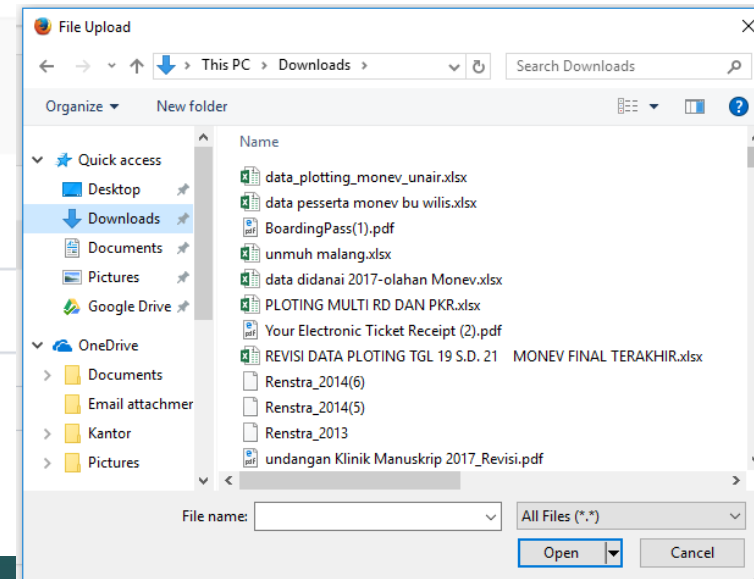 File Upload
This PC > Downloads >
Search Downloads
Organize
New folder
Name
Quick access
Desktop
Downloads
Documents
Pictures
Google Drive
OneDrive
Documents
Email attachmer
Kantor
Pictures
data_plotting_monev_unair.xlsx
data pesserta monev bu wilis.xlsx
BoardingPass(1).pdf
unmuh malang.xlsx
data didanai 2017-olahan Monev.xlsx
PLOTING MULTI RD DAN PKR.xlsx
Your Electronic Ticket Receipt (2).pdf
REVISI DATA PLOTING TGL 19 S.D. 21 MONEV FINAL TERAKHIR.xlsx
Renstra_2014(6)
Renstra_2014(5)
Renstra_2013
undangan Klinik Manuskrip 2017_Revisi.pdf
File name:
All Files (*.*)
Open
Cancel